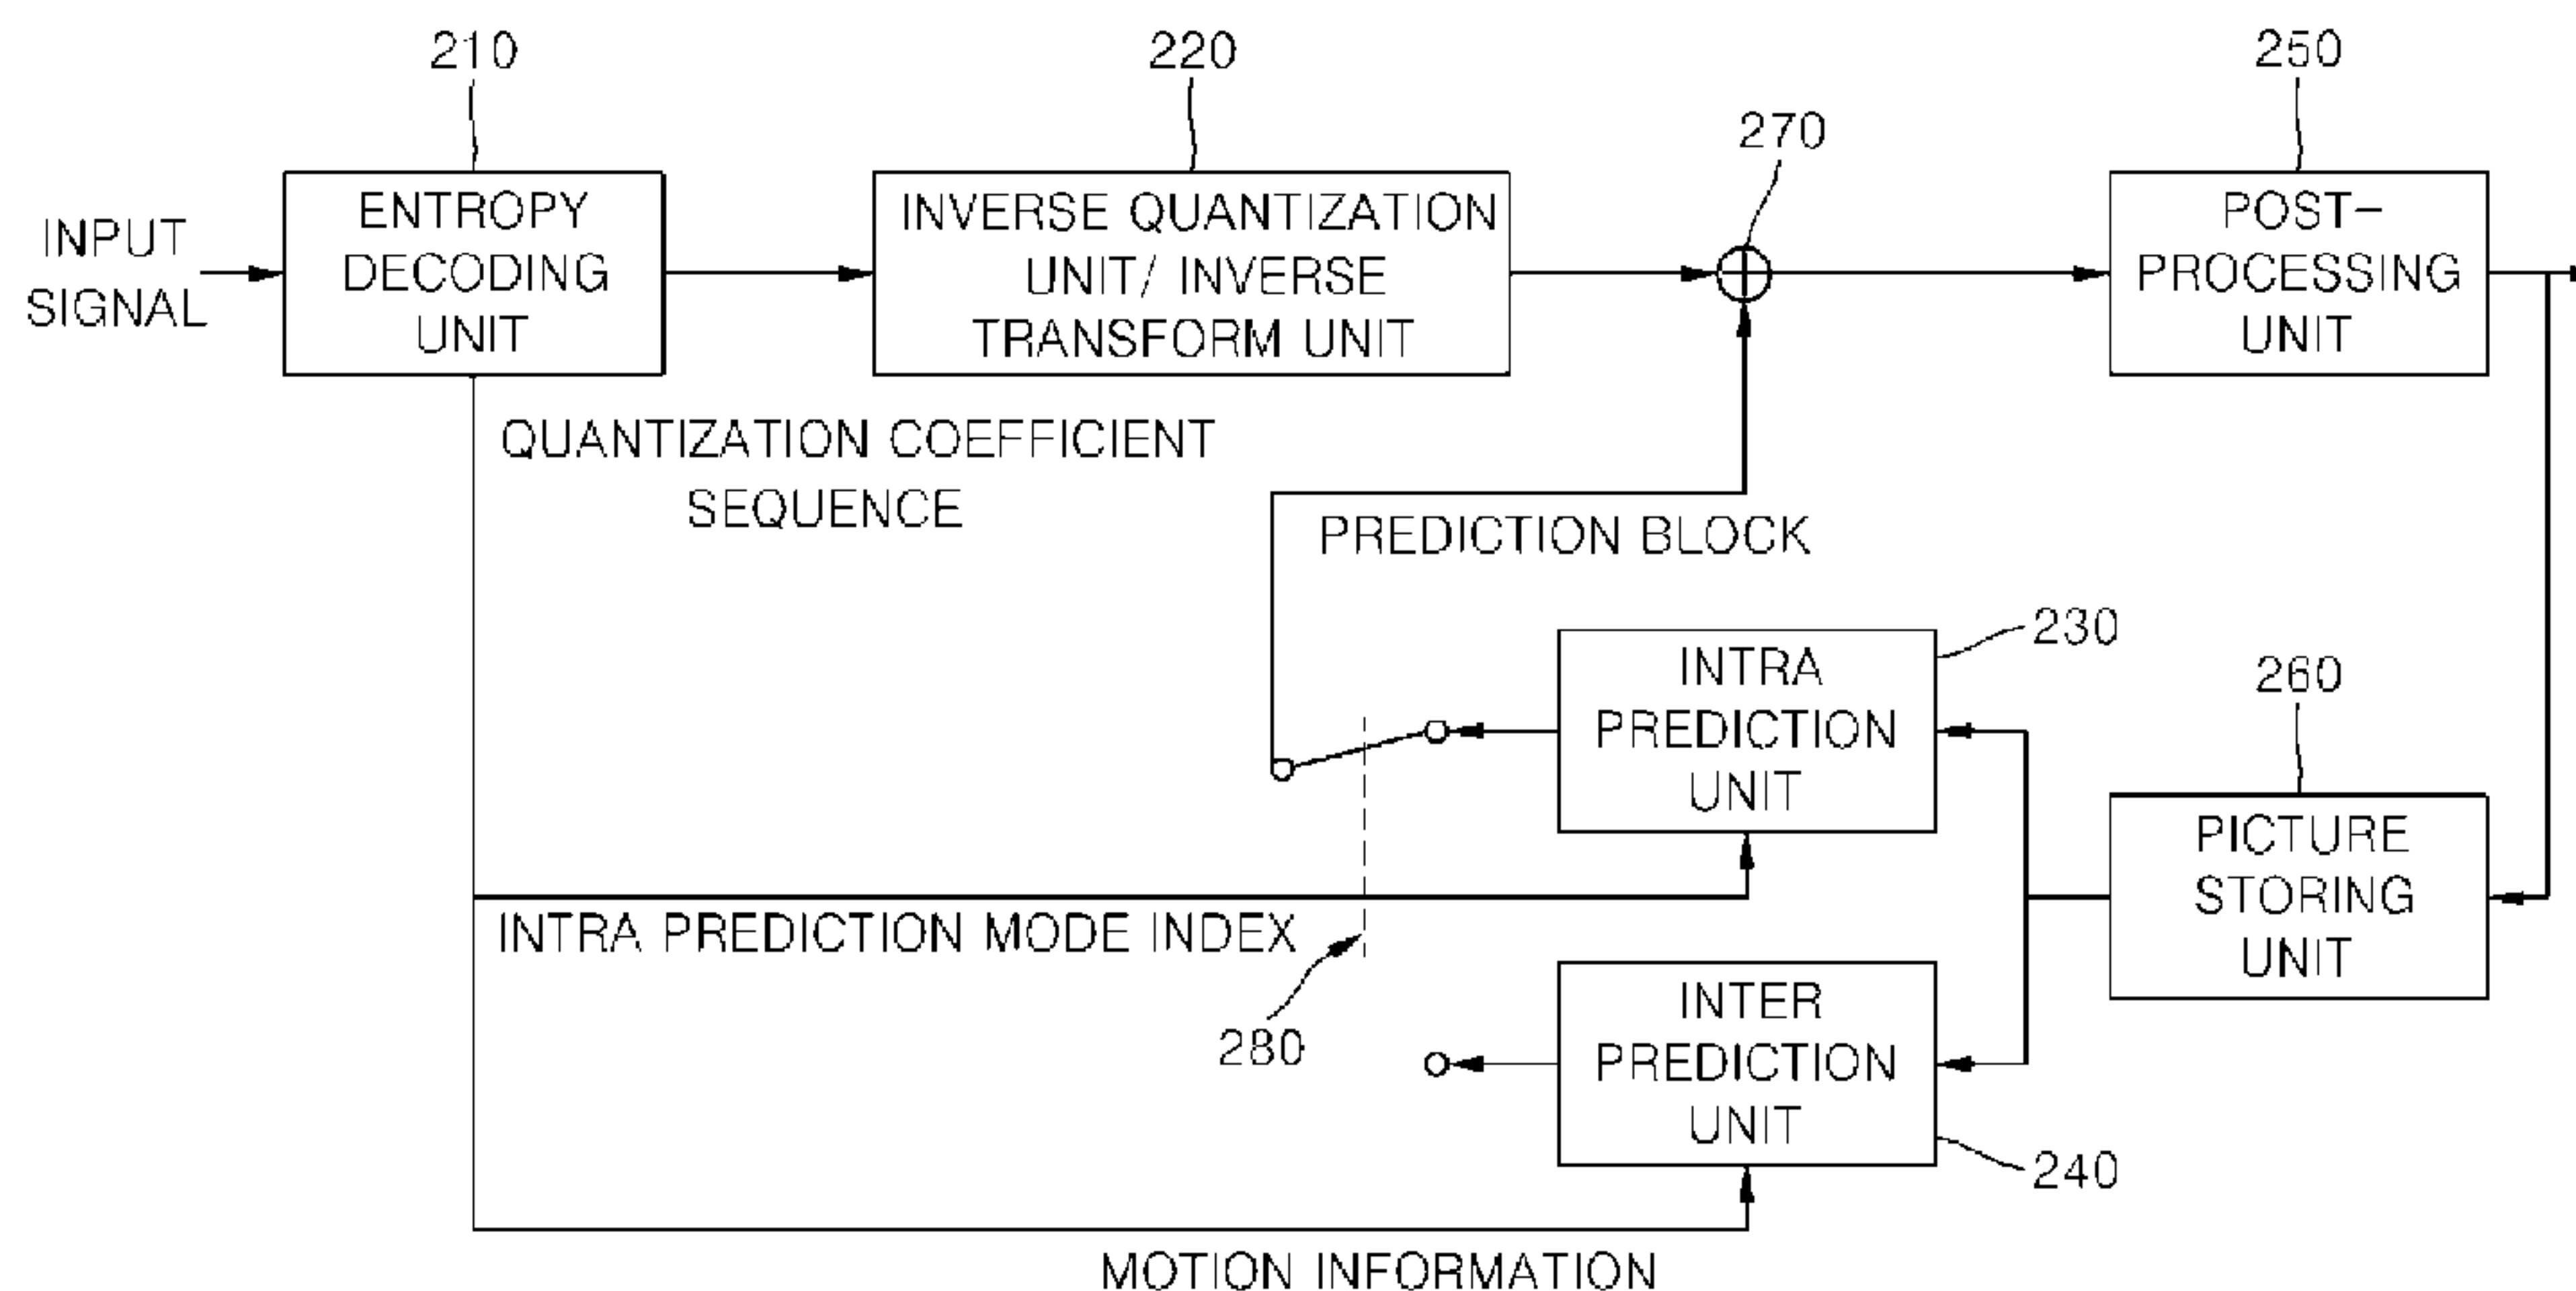 210
220
250
270
INPUT
SIGNAL
ENTROPY
DECODING
UNIT
INVERSE QUANTIZATION
UNIT/ INVERSE
TRANSFORM UNIT
POST-
PROCESSING
UNIT
QUANTIZATION COEFFICIENT
SEQUENCE
PREDICTION BLOCK
230
INTRA
PREDICTION
UNIT
260
PICTURE
STORING
UNIT
INTRA PREDICTION MODE INDEX
280
INTER
PREDICTION
UNIT
240
MOTION INFORMATION